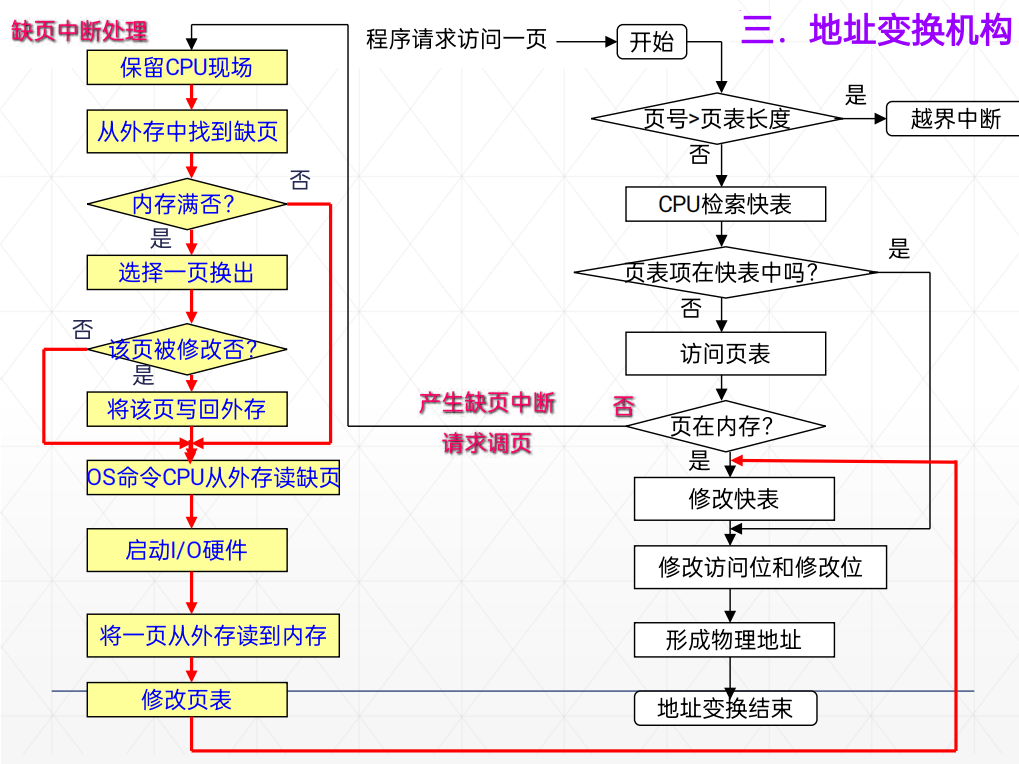 三．地址变换机构
缺页中断处理
保留CPU现场
从外存中找到缺页
内存满否?
否
是
选择一页换出
否
该页被修改否?
是
将该页写回外存
OS命令CPU从外存读缺页
启动I/O硬件
将一页从外存读到内存
修改页表
程序请求访问一页
开始
页号>页表长度
是
越界中断
否
CPU检索快表
页表项在快表中吗?
是
否
访问页表
产生缺页中断
请求调页
否
页在内存?
是
修改快表
修改访问位和修改位
形成物理地址
地址变换结束